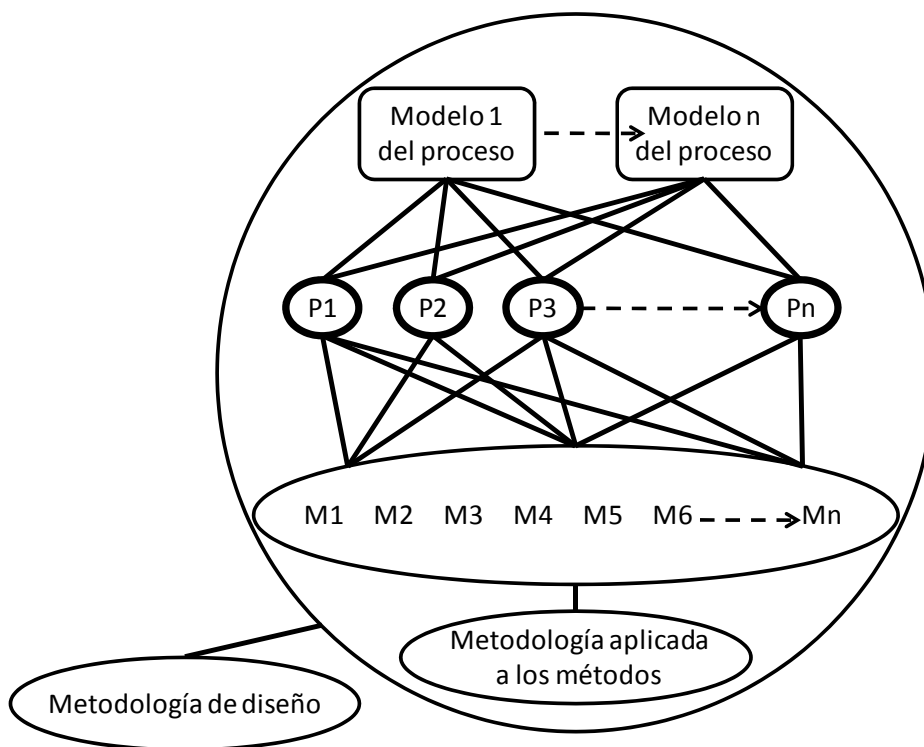 Modelo 1
del proceso
Modelo n
del proceso
P1 P2 P3 Pn
M1 M2 M3 M4 M5 M6 Mn
Metodología aplicada
a los métodos
Metodología de diseño